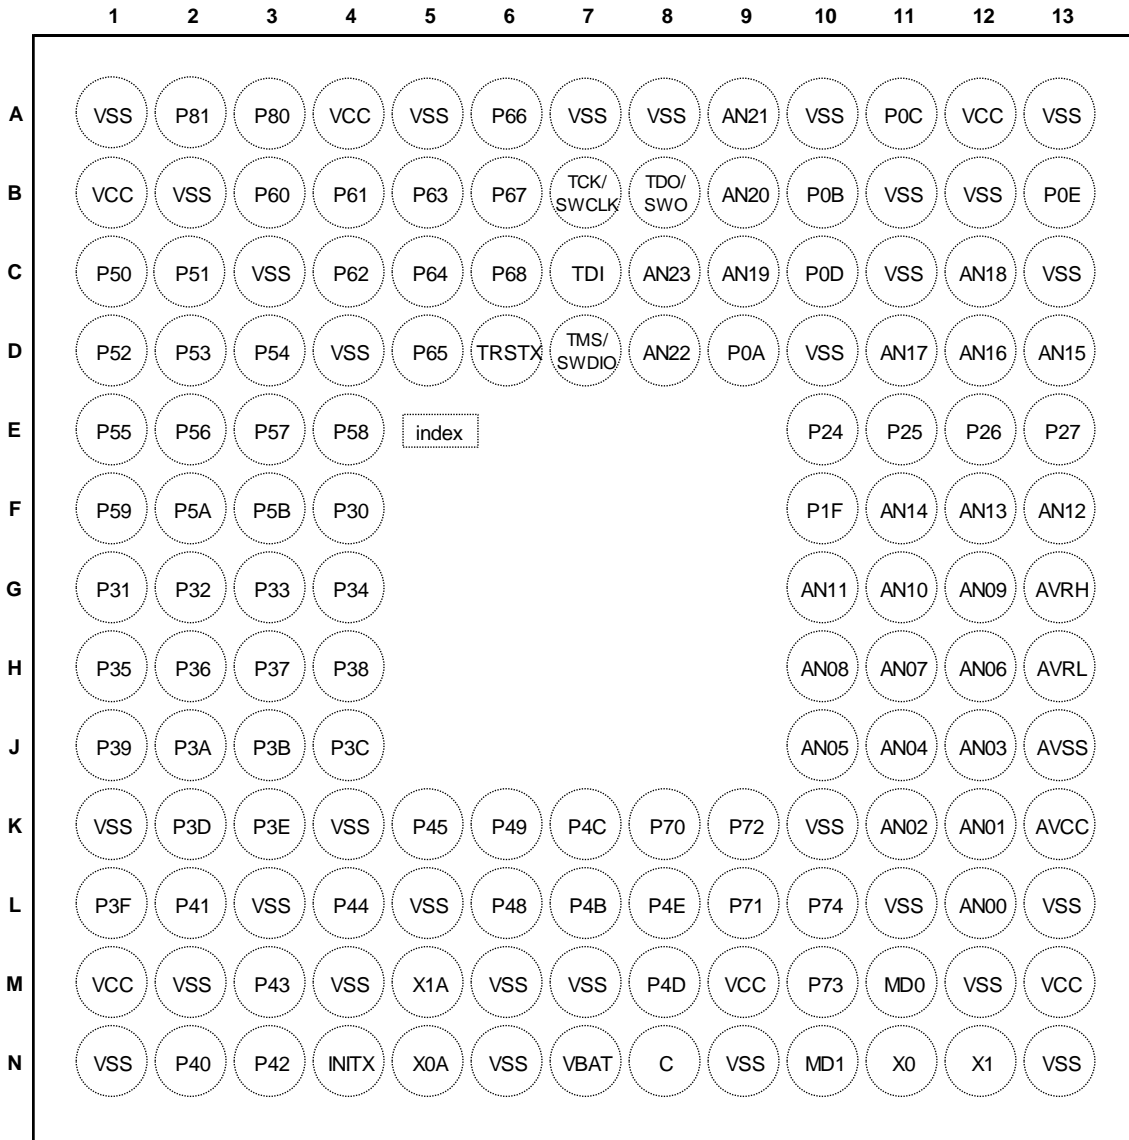 1 2 3 4 5 6 7 8 9 10 11 12 13
A VSS P81 P80 VCC VSS P66 VSS VSS AN21 VSS P0C VCC VSS
B VCC VSS P60 P61 P63 P67 TCK/SWCLK TDO/SWO AN20 P0B VSS VSS P0E
C P50 P51 VSS P62 P64 P68 TDI AN23 AN19 P0D VSS AN18 VSS
D P52 P53 P54 VSS P65 TRSTX TMS/SWDIO AN22 P0A VSS AN17 AN16 AN15
E P55 P56 P57 P58 index P24 P25 P26 P27
F P59 P5A P5B P30 P1F AN14 AN13 AN12
G P31 P32 P33 P34 AN11 AN10 AN09 AVRH
H P35 P36 P37 P38 AN08 AN07 AN06 AVRL
J P39 P3A P3B P3C AN05 AN04 AN03 AVSS
K VSS P3D P3E VSS P45 P49 P4C P70 P72 VSS AN02 AN01 AVCC
L P3F P41 VSS P44 VSS P48 P4B P4E P71 P74 VSS AN00 VSS
M VCC VSS P43 VSS X1A VSS VSS P4D VCC P73 MD0 VSS VCC
N VSS P40 P42 INITX X0A VSS VBAT C VSS MD1 X0 X1 VSS